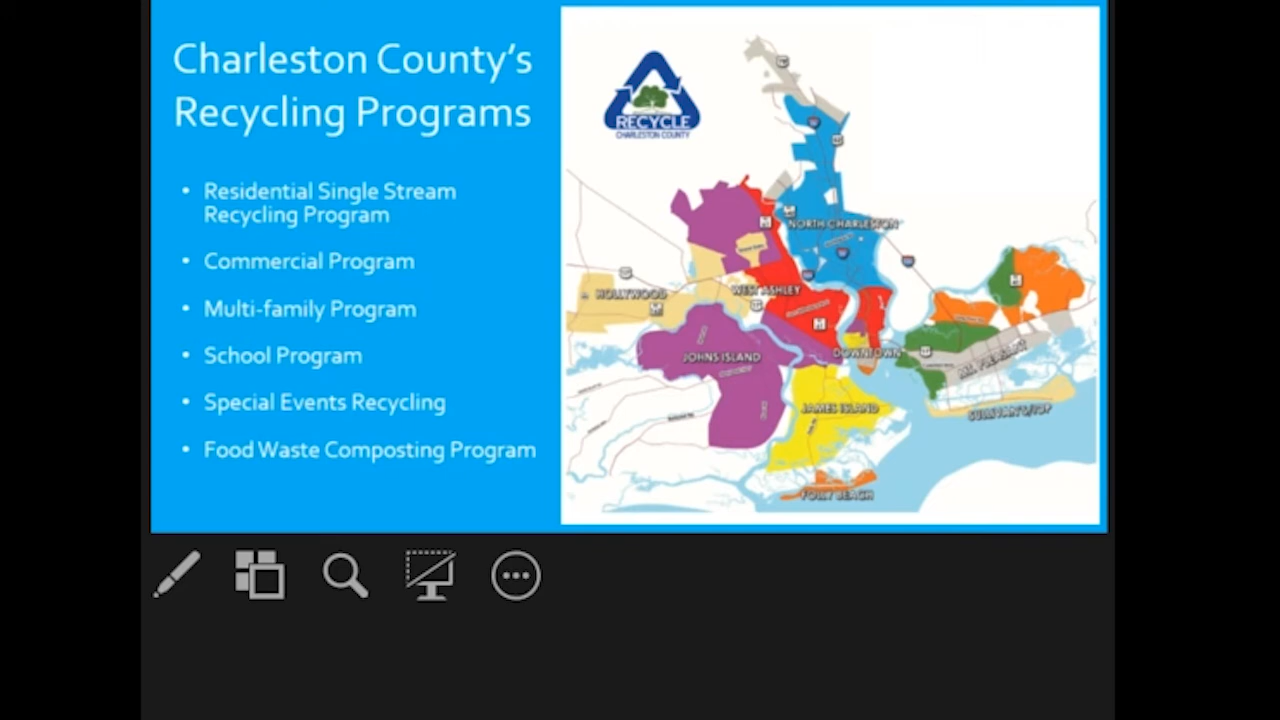 Charleston County’s
Recycling Programs
• Residential Single Stream
Recycling Program
• Commercial Program
• Multi-family Program
• School Program
• Special Events Recycling
• Food Waste Composting Program
RECYCLE
CHARLESTON COUNTY
NORTH CHARLESTON
WEST ASHLEY
HOLLYWOOD
JOHNS ISLAND
DOWNTOWN
MT. PLEASANT
JAMES ISLAND
SULLIVAN'S/IOP
FOLLY BEACH